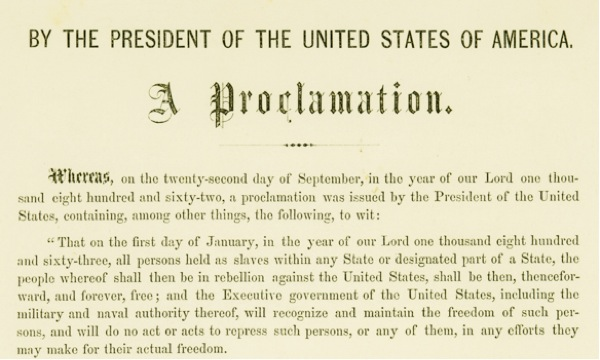 BY THE PRESIDENT OF THE UNITED STATES OF AMERICA.
A Proclamation.
Whereas, on the twenty-second day of September, in the year of our Lord one thou-
sand eight hundred and sixty-two, a proclamation was issued by the President of the United
States, containing, among other things, the following, to wit:
“That on the first day of January, in the year of our Lord one thousand eight hundred
and sixty-three, all persons held as slaves within any State or designated part of a State, the
people whereof shall then be in rebellion against the United States, shall be then, thencefor-
ward, and forever, free; and the Executive government of the United States, including the
military and naval authority thereof, will recognize and maintain the freedom of such per-
sons, and will do no act or acts to repress such persons, or any of them, in any efforts they
may make for their actual freedom.